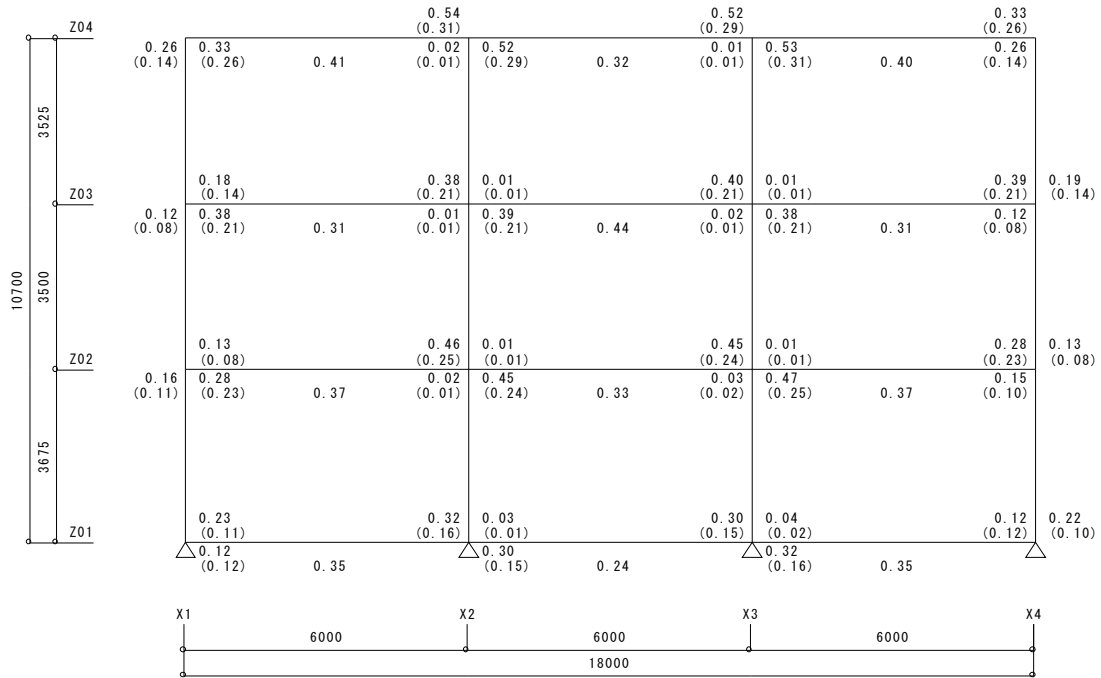 0.54 0.52 0.33
Z04 (0.31) (0.29) (0.26)
0.26 0.33 0.02 0.52 0.01 0.53 0.26
(0.14) (0.26) 0.41 (0.01) (0.29) 0.32 (0.01) (0.31) 0.40 (0.14)
3525
0.18 0.38 0.01 0.40 0.01 0.39 0.19
Z03 (0.14) (0.21) (0.01) (0.21) (0.01) (0.21) (0.14)
0.12 0.38 0.01 0.39 0.02 0.38 0.12
(0.08) (0.21) 0.31 (0.01) (0.21) 0.44 (0.01) (0.21) 0.31 (0.08)
10700 3500
0.13 0.46 0.01 0.45 0.01 0.28 0.13
Z02 (0.08) (0.25) (0.01) (0.24) (0.01) (0.23) (0.08)
0.16 0.28 0.02 0.45 0.03 0.47 0.15
(0.11) (0.23) 0.37 (0.01) (0.24) 0.33 (0.02) (0.25) 0.37 (0.10)
3675
0.23 0.32 0.03 0.30 0.04 0.12 0.22
Z01 (0.11) (0.16) (0.01) (0.15) (0.02) (0.12) (0.10)
0.12 0.30 0.32
(0.12) 0.35 (0.15) 0.24 (0.16) 0.35
X1 X2 X3 X4
6000 6000 6000
18000